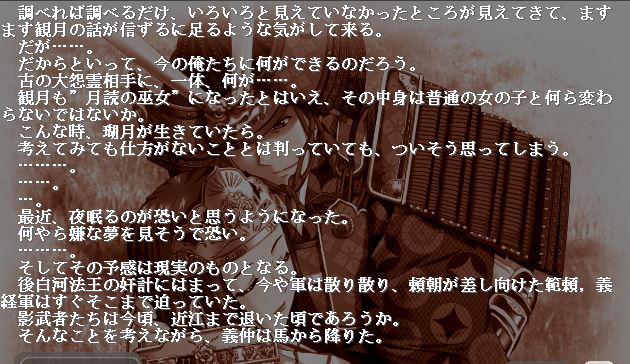 調べれば調べるだけ、いろいろと見えていなかったところが見えてきて、ます
ます観月の話が信ずるに足るような気がして来る。
　だが……。
　だからといって、今の俺たちに何ができるのだろう。
　古の大怨霊相手に、一体、何が……。
　観月も”月読の巫女”になったとはいえ、その中身は普通の女の子と何ら変わ
らないではないか。
　こんな時、瑚月が生きていたら。
　考えてみても仕方がないこととは判っていても、ついそう思ってしまう。
　………。
　……。
　…。
　最近、夜眠るのが恐いと思うようになった。
　何やら嫌な夢を見そうで恐い。
　………。
　そしてその予感は現実のものとなる。
　後白河法王の奸計にはまって、今や軍は散り散り、頼朝が差し向けた範頼，義
経軍はすぐそこまで迫っていた。
　影武者たちは今頃、近江まで退いた頃であろうか。
　そんなことを考えながら、義仲は馬から降りた。